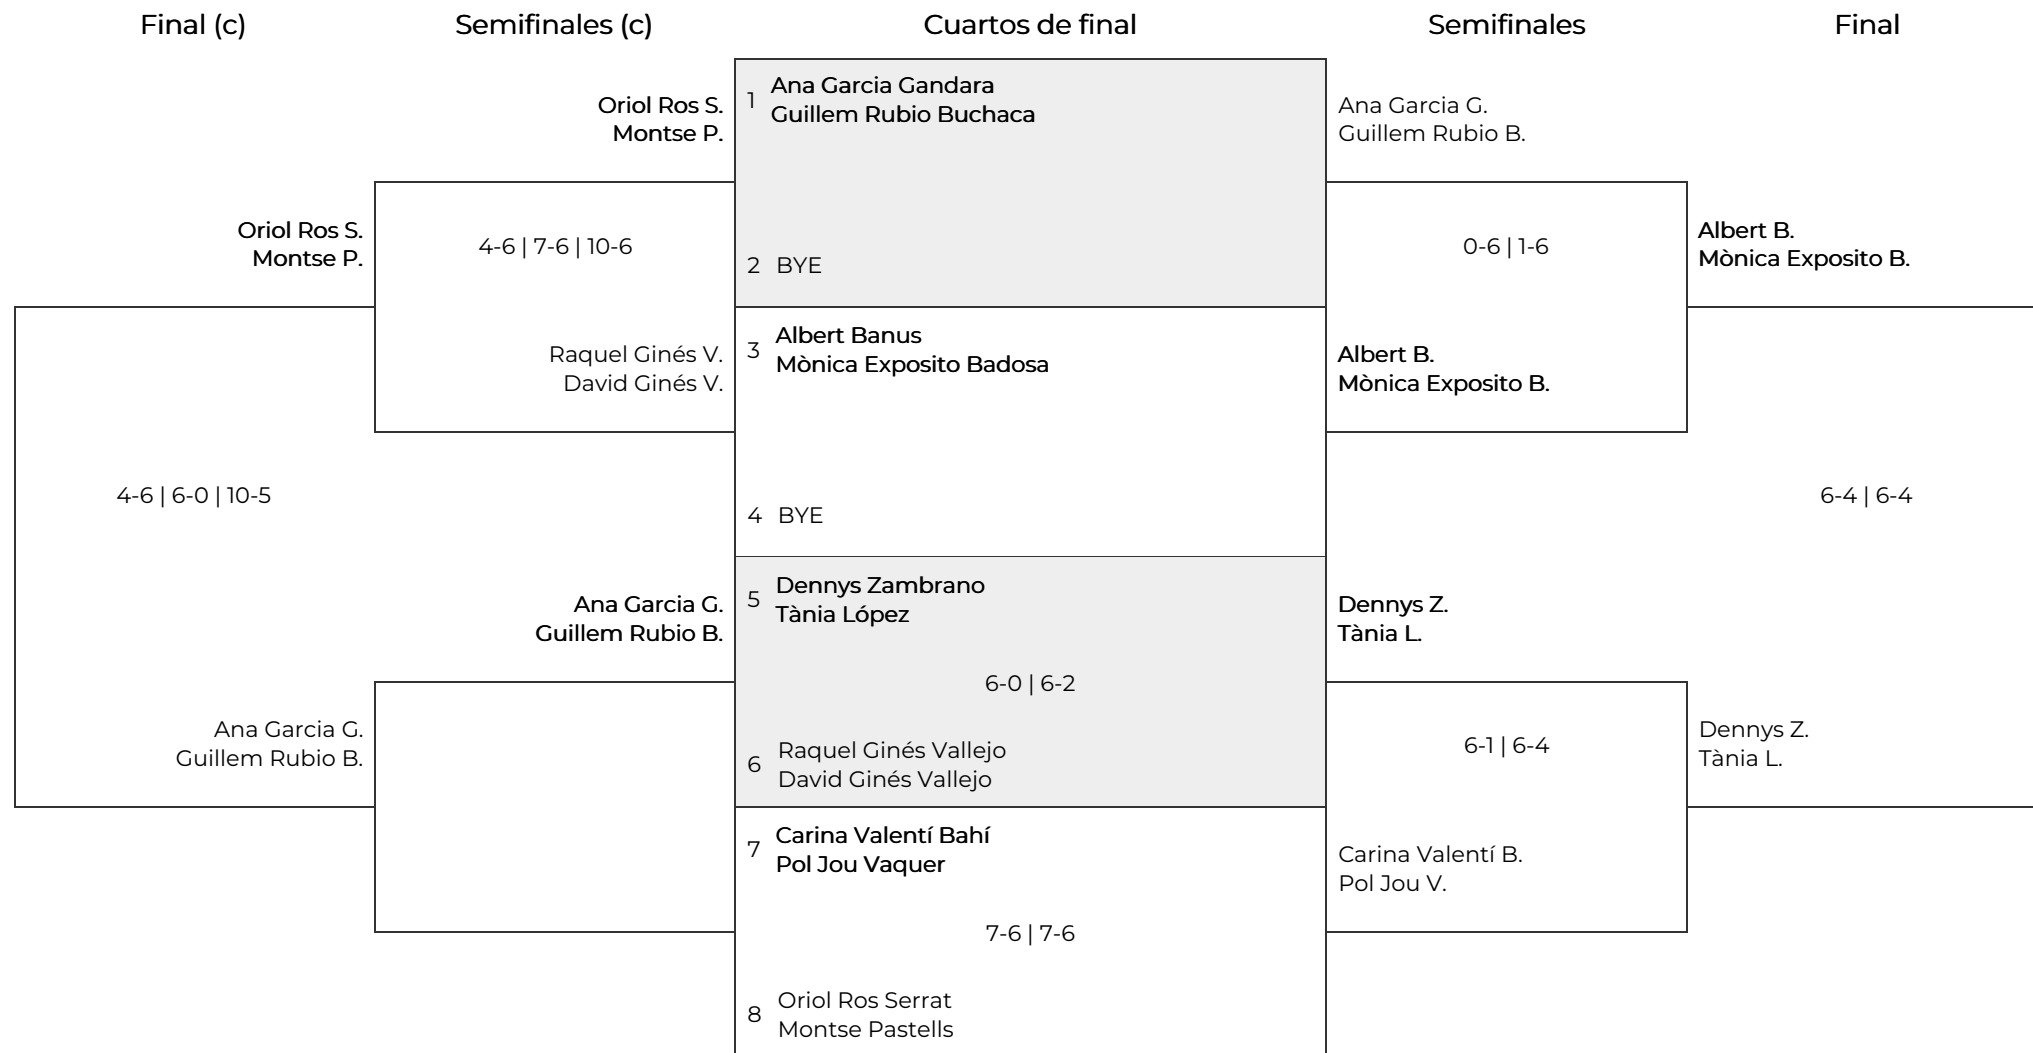 Final (c)
Semifinales (c)
Cuartos de final
Semifinales
Final
Oriol Ros S.
Montse P.
4-6 | 6-0 | 10-5
Ana Garcia G.
Guillem Rubio B.
Oriol Ros S.
Montse P.
4-6 | 7-6 | 10-6
Raquel Ginés V.
David Ginés V.
Ana Garcia G.
Guillem Rubio B.
1 Ana Garcia Gandara
Guillem Rubio Buchaca
2 BYE
3 Albert Banus
Mònica Exposito Badosa
4 BYE
5 Dennys Zambrano
Tània López
6-0 | 6-2
6 Raquel Ginés Vallejo
David Ginés Vallejo
7 Carina Valentí Bahí
Pol Jou Vaquer
7-6 | 7-6
8 Oriol Ros Serrat
Montse Pastells
Ana Garcia G.
Guillem Rubio B.
0-6 | 1-6
Albert B.
Mònica Exposito B.
Dennys Z.
Tània L.
6-1 | 6-4
Carina Valentí B.
Pol Jou V.
Albert B.
Mònica Exposito B.
6-4 | 6-4
Dennys Z.
Tània L.